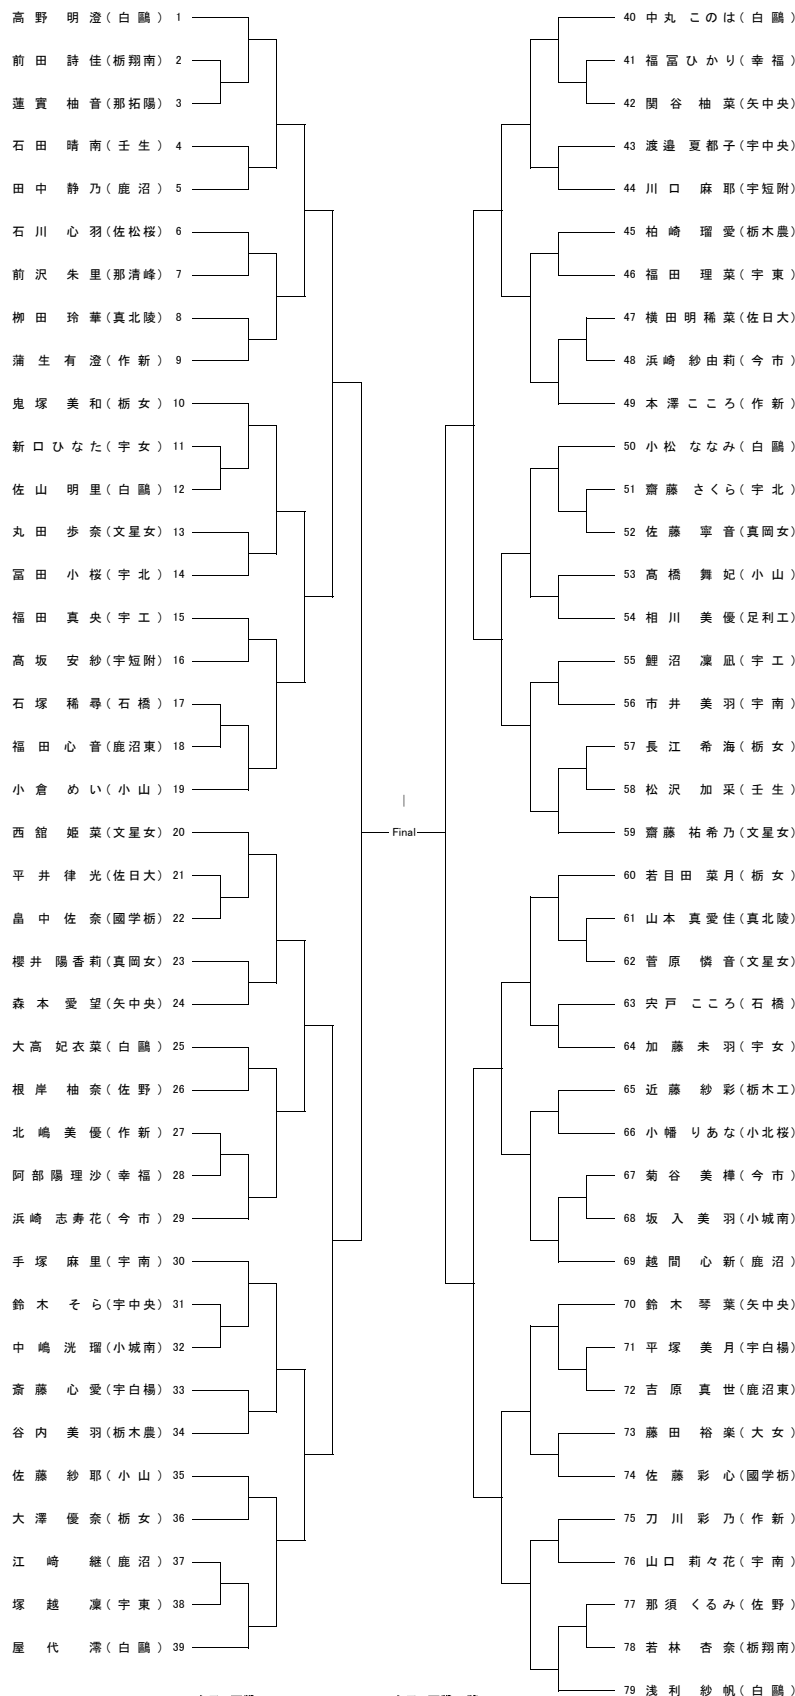 高野 明澄(白鷗) 1
前田 詩佳(栃翔南) 2
蓮實 柚音(那拓陽) 3
石田 晴南(壬生) 4
田中 静乃(鹿沼) 5
石川 心羽(佐松桜) 6
前沢 朱里(那清峰) 7
栁田 玲華(真北陵) 8
蒲生有澄(作新) 9
鬼塚 美和(栃女) 10
新口ひなた(宇女) 11
佐山 明里(白鷗) 12
丸田 歩奈(文星女) 13
冨田 小桜(宇北) 14
福田 真央(宇工) 15
髙坂 安紗(宇短附) 16
石塚 稀尋(石橋) 17
福田心音(鹿沼東) 18
小倉 めい(小山) 19
西舘 姫菜(文星女) 20
平井律光(佐日大) 21
畠中佐奈(國学栃) 22
櫻井 陽香莉(真岡女) 23
森本愛望(矢中央) 24
大高 妃衣菜(白鷗) 25
根岸 柚奈(佐野) 26
北嶋美優(作新) 27
阿部陽理沙(幸福) 28
浜崎 志寿花(今市) 29
手塚 麻里(宇南) 30
鈴木 そら(宇中央) 31
中嶋洸瑠(小城南) 32
斎藤 心愛(宇白楊) 33
谷内 美羽(栃木農) 34
佐藤 紗耶(小山) 35
大澤 優奈(栃女) 36
江﨑 継(鹿沼) 37
塚越 凜(宇東) 38
屋代 澪(白鷗) 39
Final
40 中丸 このは(白鷗)
41 福冨ひかり(幸福)
42 関谷 柚菜(矢中央)
43 渡邉 夏都子(宇中央)
44 川口 麻耶(宇短附)
45 柏崎 瑠愛(栃木農)
46 福田 理菜(宇東)
47 横田明稀菜(佐日大)
48 浜崎 紗由莉(今市)
49 本澤こころ(作新)
50 小松 ななみ(白鷗)
51 齋藤 さくら(宇北)
52 佐藤 寧音(真岡女)
53 髙橋 舞妃(小山)
54 相川 美優(足利工)
55 鯉沼 凜凪(宇工)
56 市井 美羽(宇南)
57 長江 希海(栃女)
58 松沢 加采(壬生)
59 齋藤 祐希乃(文星女)
60 若目田 菜月(栃女)
61 山本 真愛佳(真北陵)
62 菅原 憐音(文星女)
63 宍戸 こころ(石橋)
64 加藤未羽(宇女)
65 近藤 紗彩(栃木工)
66 小幡 りあな(小北桜)
67 菊谷 美樺(今市)
68 坂入美羽(小城南)
69 越間 心新(鹿沼)
70 鈴木琴葉(矢中央)
71 平塚 美月(宇白楊)
72 吉原真世(鹿沼東)
73 藤田 裕楽(大女)
74 佐藤彩心(國学栃)
75 刀川彩乃(作新)
76 山口 莉々花(宇南)
77 那須 くるみ(佐野)
78 若林 杏奈(栃翔南)
79 浅利 紗帆(白鷗)